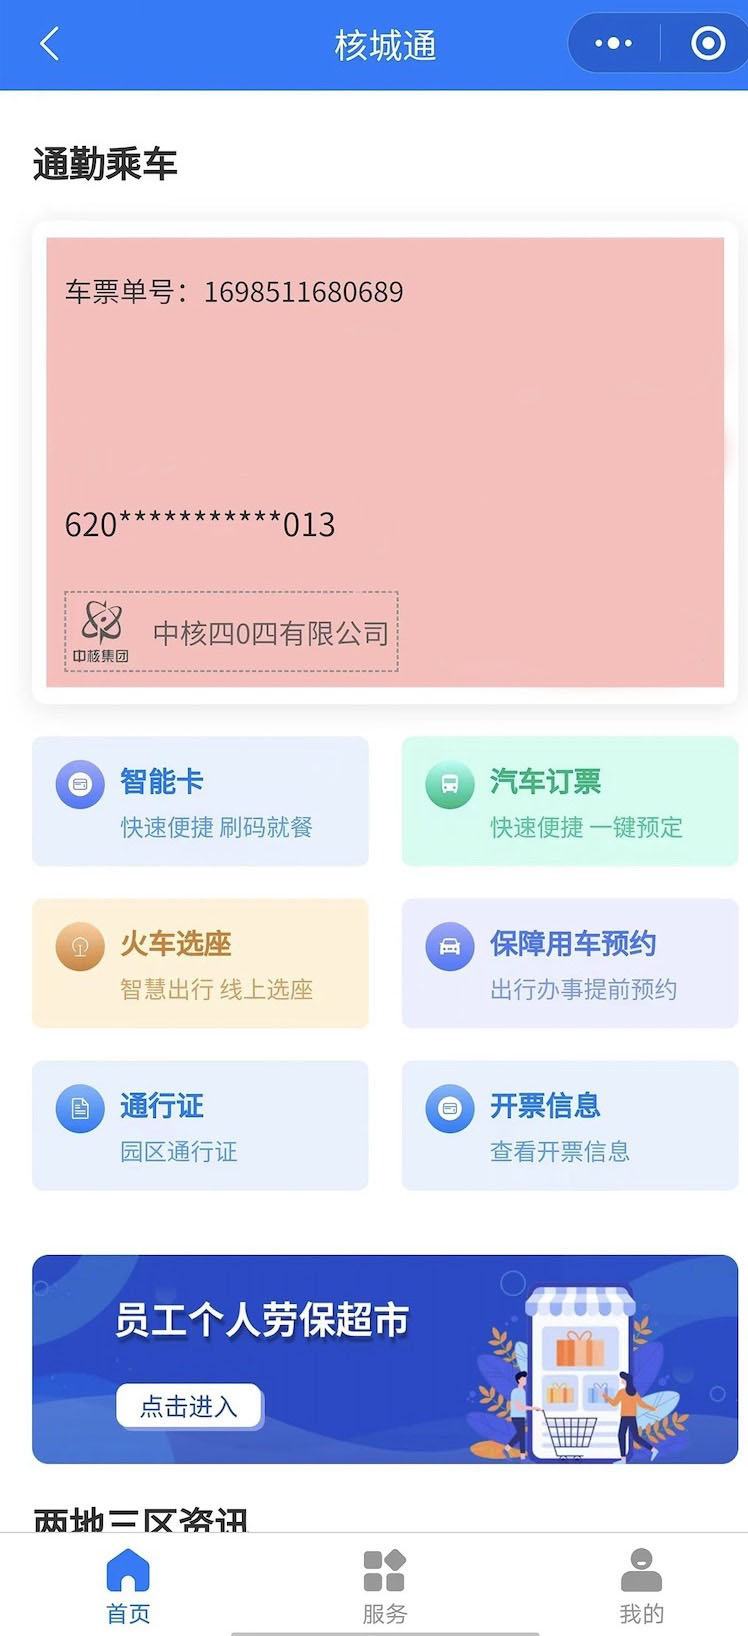 核城通
通勤乘车
车票单号：1698511680689
620***********013
中核集团
中核四0四有限公司
智能卡
快速便捷 刷码就餐
汽车订票
快速便捷 一键预定
火车选座
智慧出行 线上选座
保障用车预约
出行办事提前预约
通行证
园区通行证
开票信息
查看开票信息
员工个人劳保超市
点击进入
两地三区资讯
首页
服务
我的